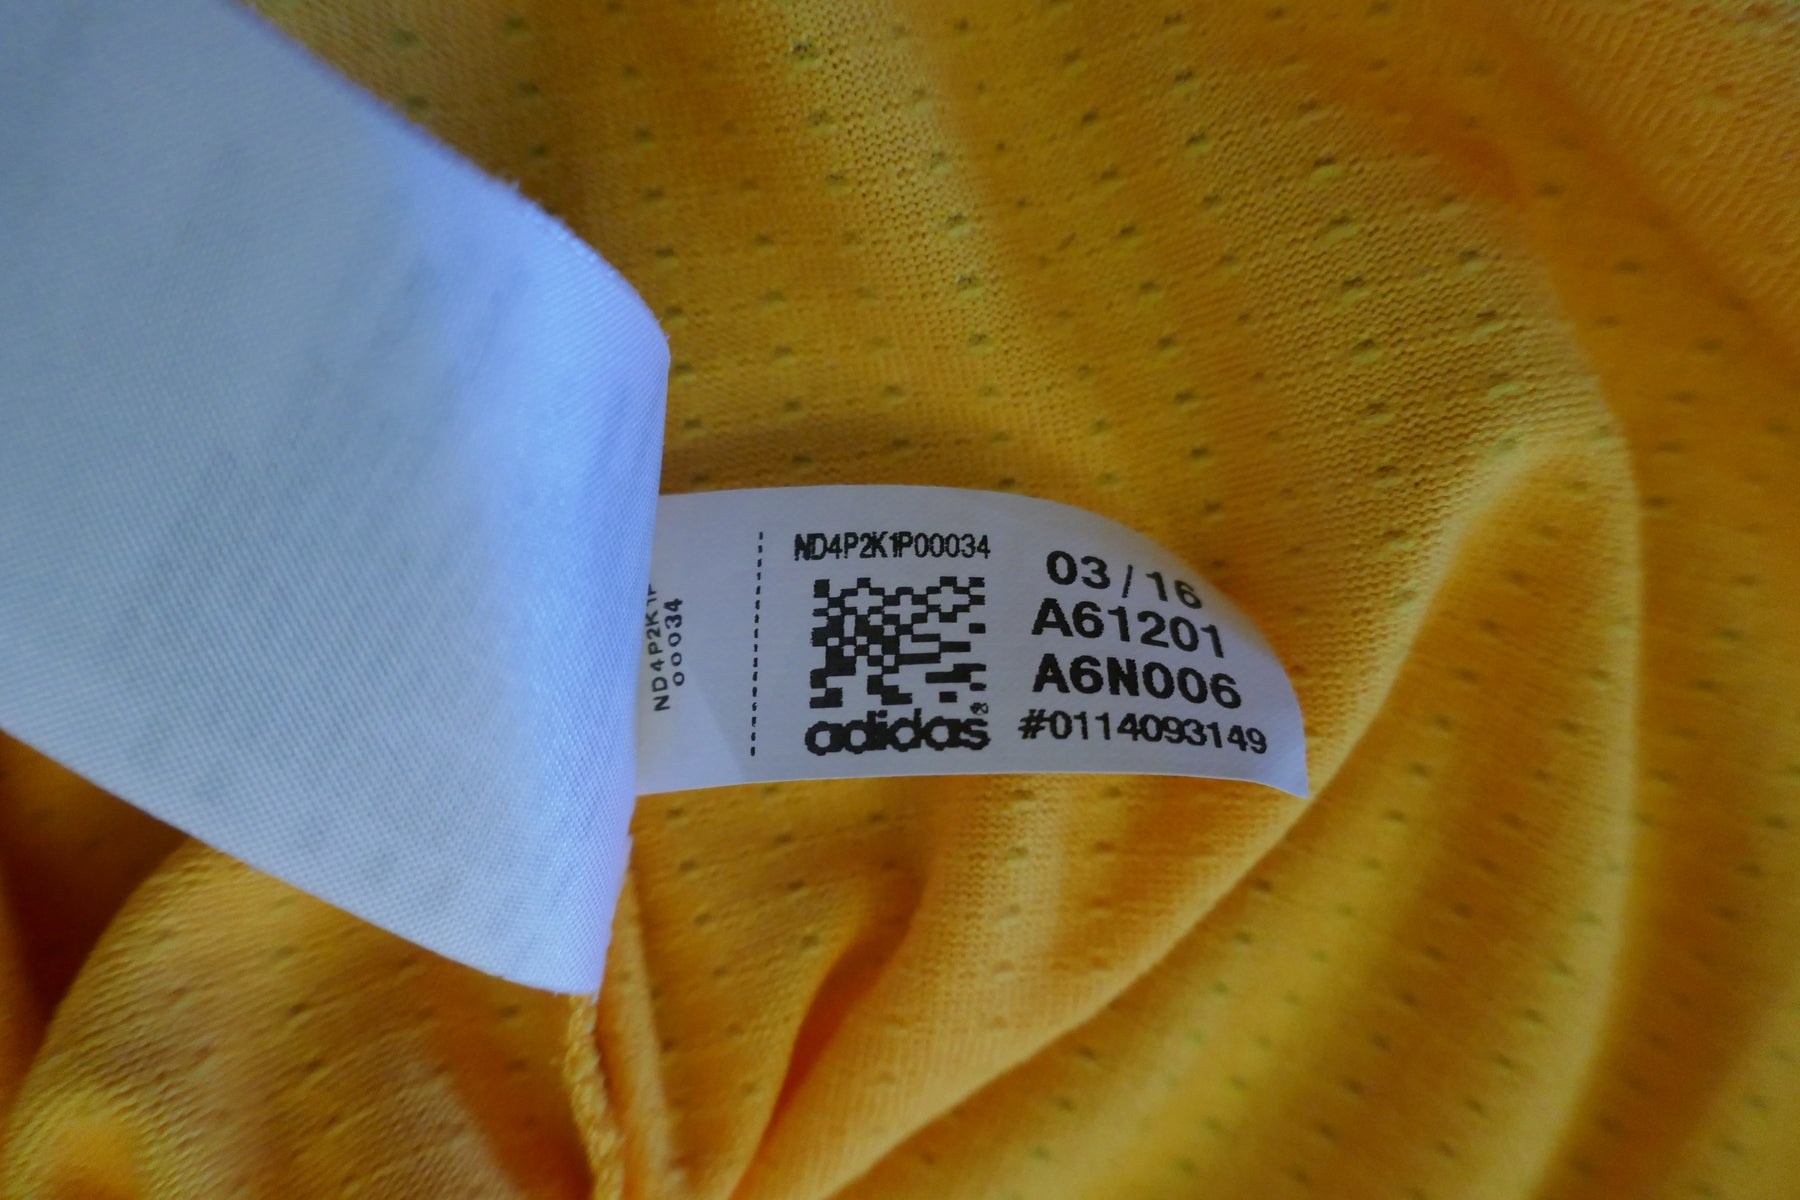 ND4P2K1P
00034
ND4P2K1P00034
adidas
03/16
A61201
A6N006
#0114093149